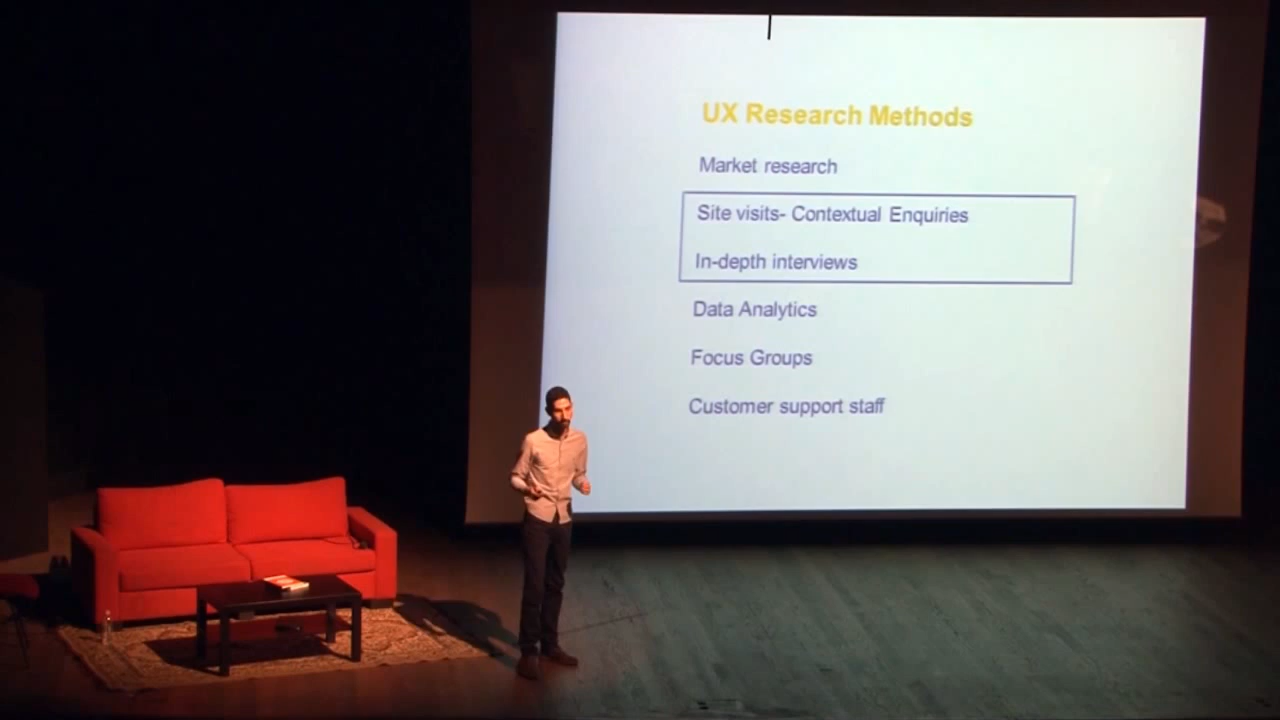 UX Research Methods
Market research
Site visits- Contextual Enquiries
In-depth interviews
Data Analytics
Focus Groups
Customer support staff